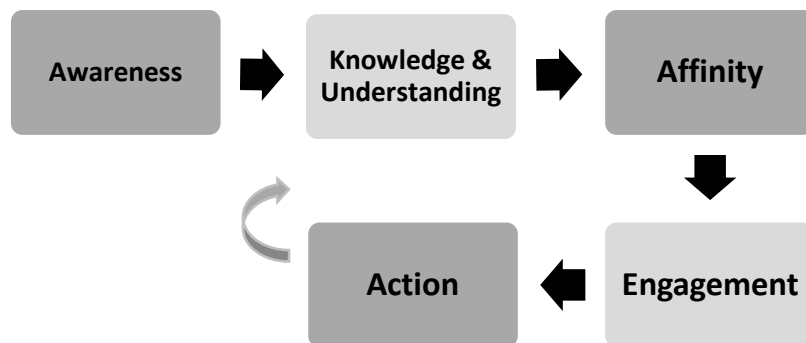 Awareness
Knowledge &
Understanding
Affinity
Engagement
Action